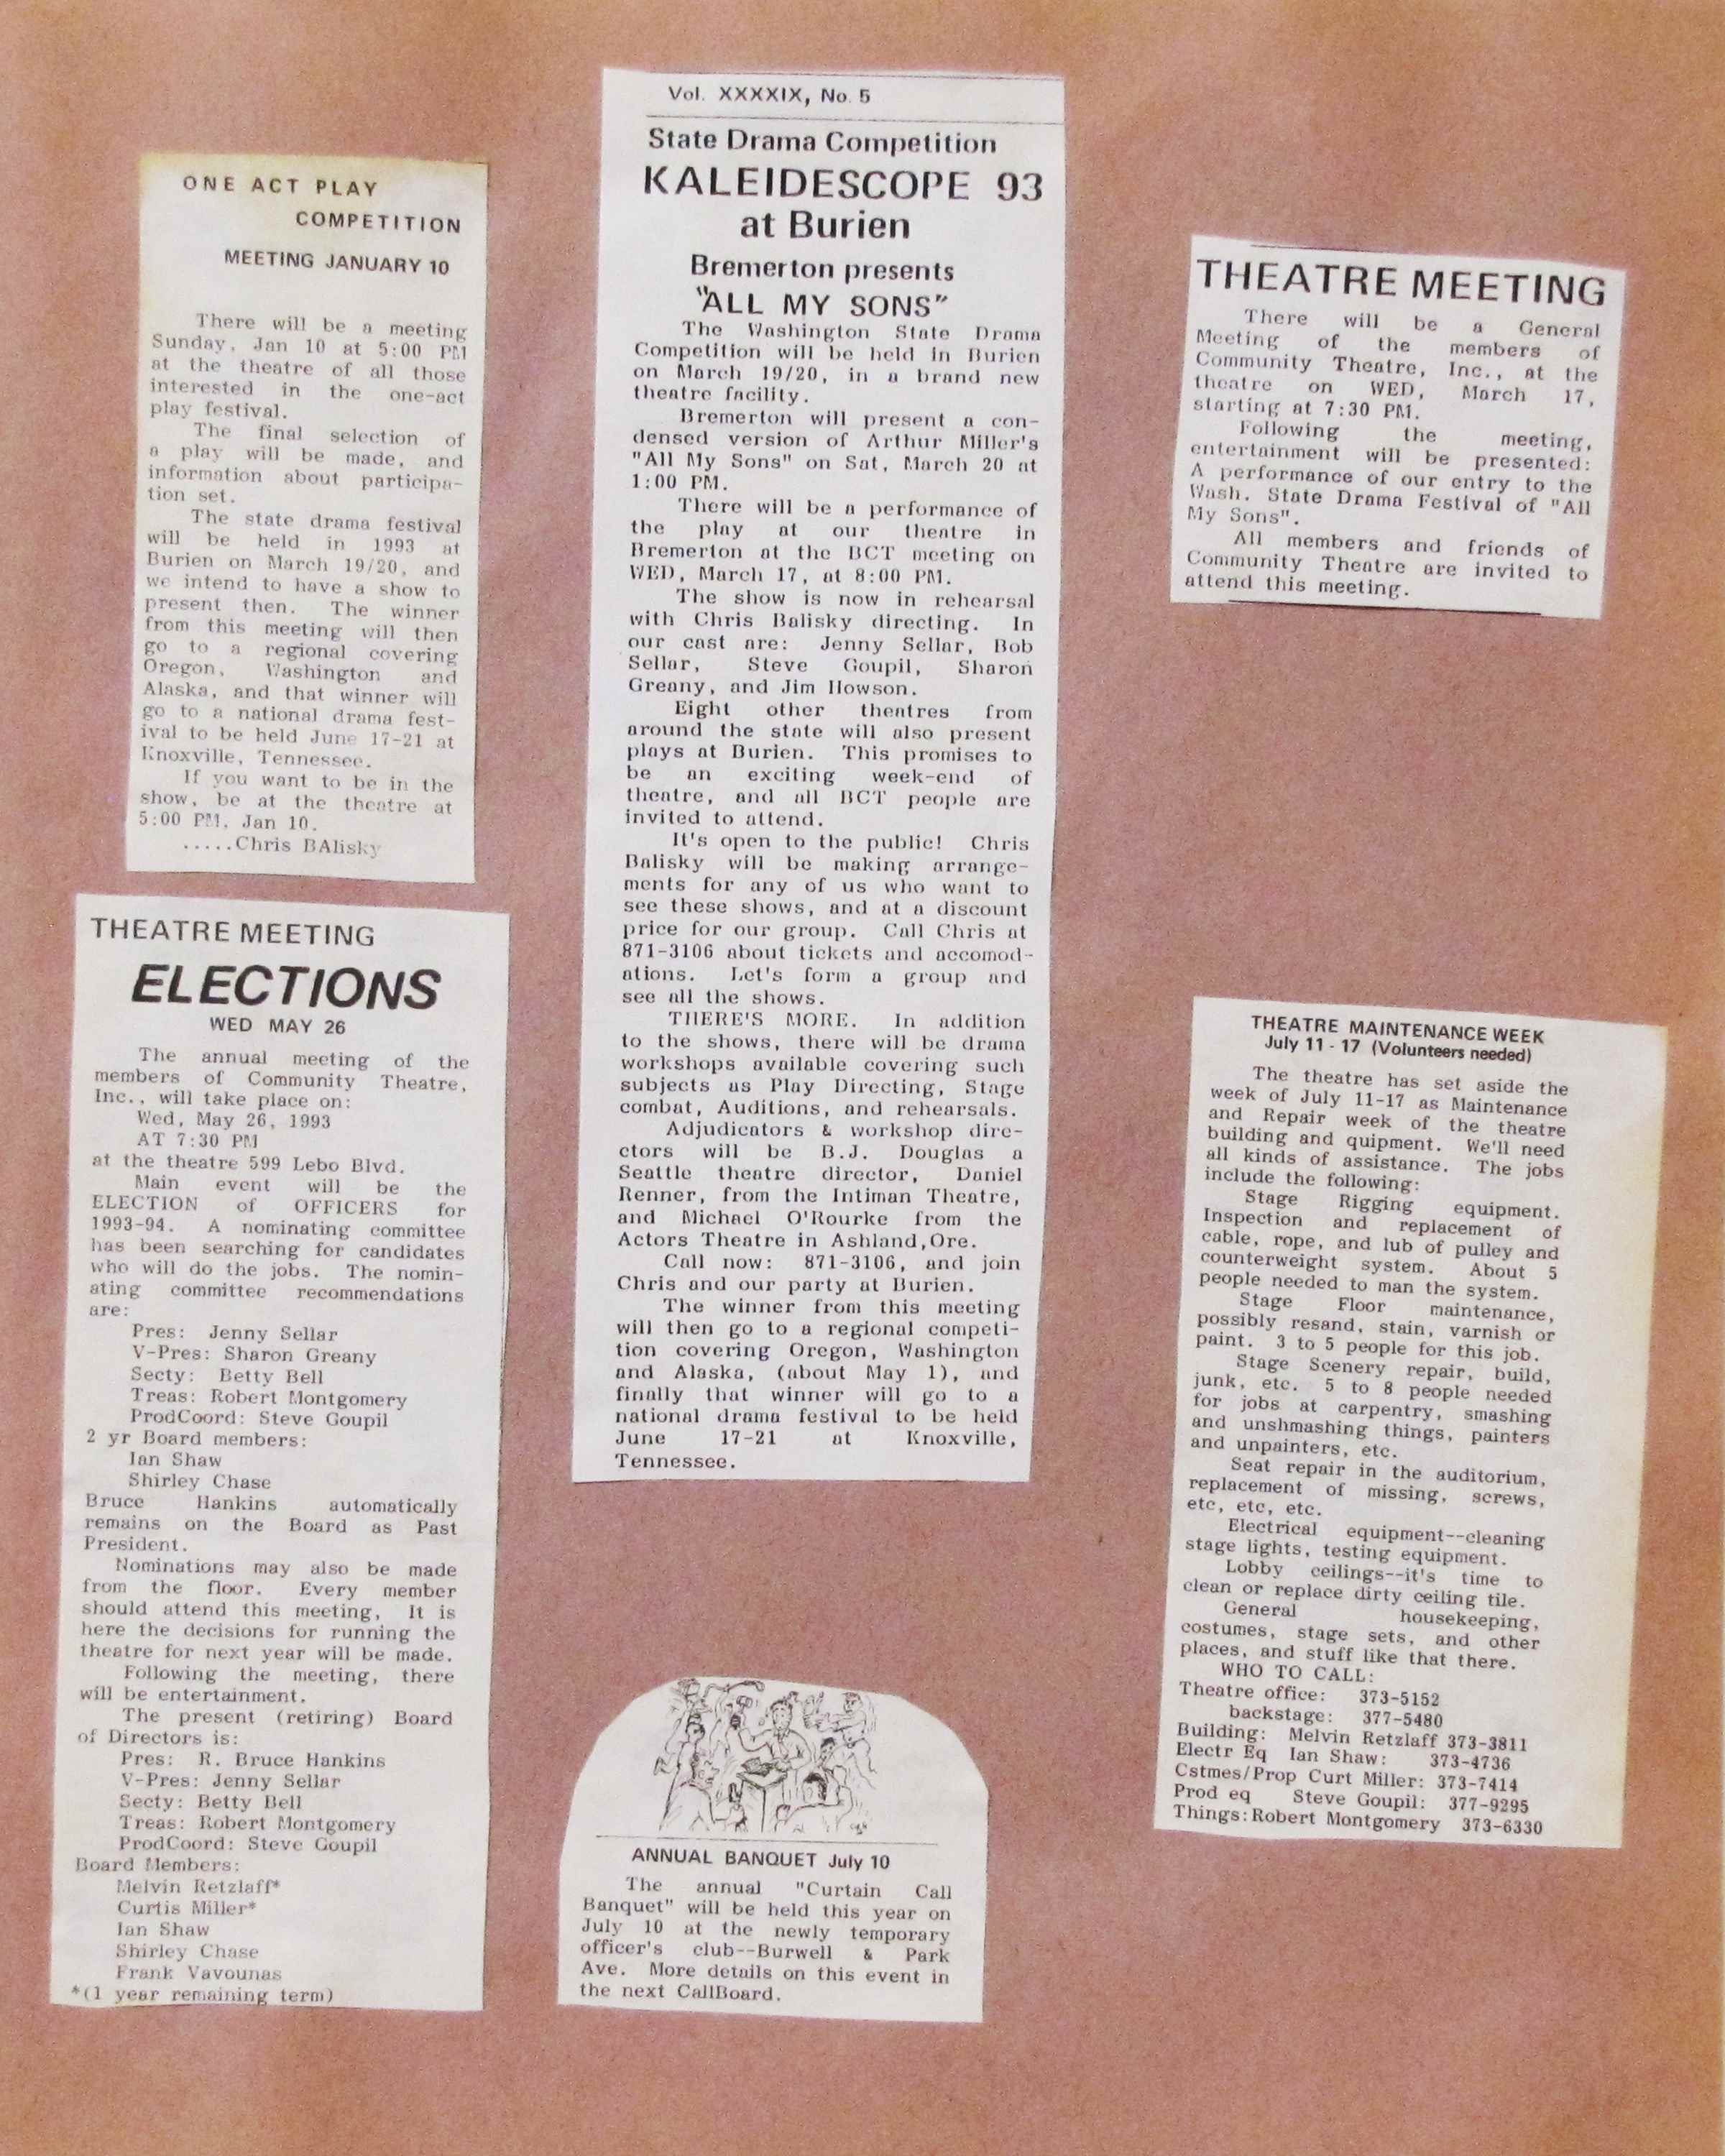 ONE ACT PLAY
COMPETITION
MEETING JANUARY 10
There will be a meeting
Sunday, Jan 10 at 5:00 PM
at the theatre of all those
interested in the one-act
play festival.
The final selection of
a play will be made, and
information about participa-
tion set.
The state drama festival
will be held in 1993 at
Burien on March 19/20, and
we intend to have a show to
present then. The winner
from this meeting will then
go to a regional covering
Oregon, Washington and
Alaska, and that winner will
go to a national drama fest-
ival to be held June 17-21 at
Knoxville, Tennessee.
If you want to be in the
show, be at the theatre at
5:00 PM, Jan 10.
.....Chris BAlisky
THEATRE MEETING
ELECTIONS
WED MAY 26
The annual meeting of the
members of Community Theatre,
Inc., will take place on:
Wed, May 26, 1993
AT 7:30 PM
at the theatre 599 Lebo Blvd.
Main event will be the
ELECTION of OFFICERS for
1993-94. A nominating committee
has been searching for candidates
who will do the jobs. The nomin-
ating committee recommendations
are:
Pres: Jenny Sellar
V-Pres: Sharon Greany
Secty: Betty Bell
Treas: Robert Montgomery
ProdCoord: Steve Goupil
2 yr Board members:
Ian Shaw
Shirley Chase
Bruce Hankins automatically
remains on the Board as Past
President.
Nominations may also be made
from the floor. Every member
should attend this meeting, It is
here the decisions for running the
theatre for next year will be made.
Following the meeting, there
will be entertainment.
The present (retiring) Board
of Directors is:
Pres: R. Bruce Hankins
V-Pres: Jenny Sellar
Secty: Betty Bell
Treas: Robert Montgomery
ProdCoord: Steve Goupil
Board Members:
Melvin Retzlaff*
Curtis Miller*
Ian Shaw
Shirley Chase
Frank Vavounas
*(1 year remaining term)
Vol. XXXXIX, No. 5
State Drama Competition
KALEIDESCOPE 93
at Burien
Bremerton presents
"ALL MY SONS"
The Washington State Drama
Competition will be held in Burien
on March 19/20, in a brand new
theatre facility.
Bremerton will present a con-
densed version of Arthur Miller's
"All My Sons" on Sat, March 20 at
1:00 PM.
There will be a performance of
the play at our theatre in
Bremerton at the BCT meeting on
WED, March 17, at 8:00 PM.
The show is now in rehearsal
with Chris Balisky directing. In
our cast are: Jenny Sellar, Bob
Sellar, Steve Goupil, Sharon
Greany, and Jim Howson.
Eight other theatres from
around the state will also present
plays at Burien. This promises to
be an exciting week-end of
theatre, and all BCT people are
invited to attend.
It's open to the public! Chris
Balisky will be making arrange-
ments for any of us who want to
see these shows, and at a discount
price for our group. Call Chris at
871-3106 about tickets and accomod-
ations. Let's form a group and
see all the shows.
THERE'S MORE. In addition
to the shows, there will be drama
workshops available covering such
subjects as Play Directing, Stage
combat, Auditions, and rehearsals.
Adjudicators & workshop dire-
ctors will be B.J. Douglas a
Seattle theatre director, Daniel
Renner, from the Intiman Theatre,
and Michael O'Rourke from the
Actors Theatre in Ashland,Ore.
Call now: 871-3106, and join
Chris and our party at Burien.
The winner from this meeting
will then go to a regional competi-
tion covering Oregon, Washington
and Alaska, (about May 1), and
finally that winner will go to a
national drama festival to be held
June 17-21 at Knoxville,
Tennessee.
ANNUAL BANQUET July 10
The annual "Curtain Call
Banquet" will be held this year on
July 10 at the newly temporary
officer's club--Burwell & Park
Ave. More details on this event in
the next CallBoard.
THEATRE MEETING
There will be a General
Meeting of the members of
Community Theatre, Inc., at the
theatre on WED, March 17,
starting at 7:30 PM.
Following the meeting,
entertainment will be presented:
A performance of our entry to the
Wash. State Drama Festival of "All
My Sons".
All members and friends of
Community Theatre are invited to
attend this meeting.
THEATRE MAINTENANCE WEEK
July 11 - 17 (Volunteers needed)
The theatre has set aside the
week of July 11-17 as Maintenance
and Repair week of the theatre
building and quipment. We'll need
all kinds of assistance. The jobs
include the following:
Stage Rigging equipment.
Inspection and replacement of
cable, rope, and lub of pulley and
counterweight system. About 5
people needed to man the system.
Stage Floor maintenance,
possibly resand, stain, varnish or
paint. 3 to 5 people for this job.
Stage Scenery repair, build,
junk, etc. 5 to 8 people needed
for jobs at carpentry, smashing
and unshmashing things, painters
and unpainters, etc.
Seat repair in the auditorium,
replacement of missing, screws,
etc, etc, etc.
Electrical equipment--cleaning
stage lights, testing equipment.
Lobby ceilings--it's time to
clean or replace dirty ceiling tile.
General housekeeping,
costumes, stage sets, and other
places, and stuff like that there.
WHO TO CALL:
Theatre office: 373-5152
backstage: 377-5480
Building: Melvin Retzlaff 373-3811
Electr Eq Ian Shaw: 373-4736
Cstmes/Prop Curt Miller: 373-7414
Prod eq Steve Goupil: 377-9295
Things:Robert Montgomery 373-6330